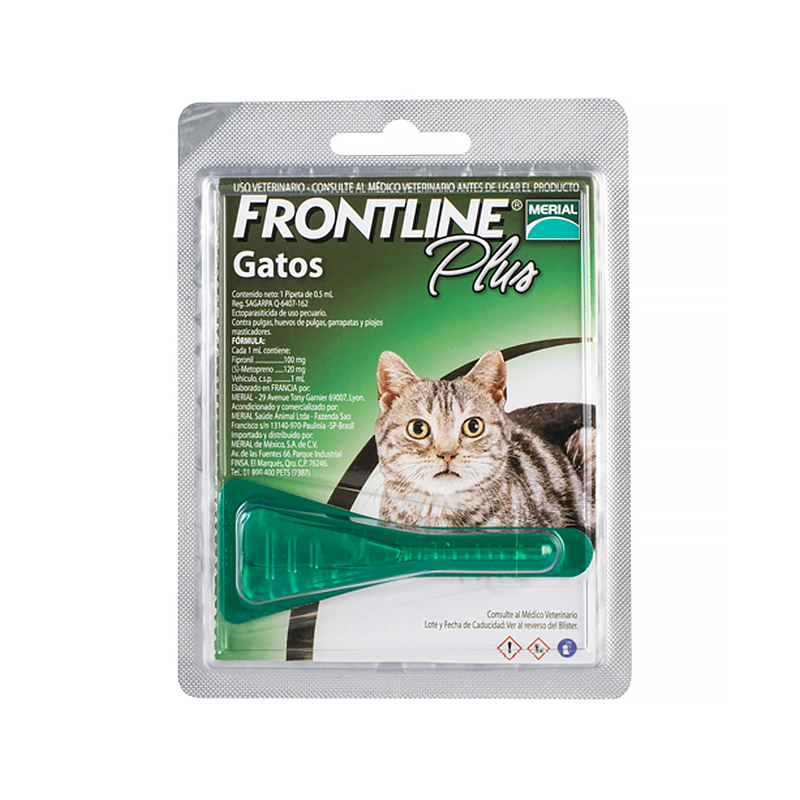 USO VETERINARIO - CONSULTE AL MÉDICO VETERINARIO ANTES DE USAR EL PRODUCTO
FRONTLINE® MERIAL
Plus
Gatos
Contenido neto: 1 Pipeta de 0.5 mL
Reg. SAGARPA Q-6407-162
Ectoparasiticida de uso pecuario.
Contra pulgas, huevos de pulgas, garrapatas y piojos
masticadores.
FÓRMULA:
Cada 1 mL contiene:
Fipronil ..............100 mg
(S)-Metopreno .....120 mg
Vehículo, c.s.p. ........1 mL
Elaborado en FRANCIA por:
MERIAL - 29 Avenue Tony Garnier 69007, Lyon.
Acondicionado y comercializado por:
MERIAL Saúde Animal Ltda - Fazenda Sao
Francisco s/n 13140-970-Paulinia -SP-Brasil
Importado y distribuido por:
MERIAL de México, S.A. de C.V.
Av. de las Fuentes 66. Parque Industrial
FINSA. El Marqués, Qro. C.P. 76246.
Tel.. 01 800 400 PETS (7387)
Consulte al Médico Veterinario
Lote y Fecha de Caducidad: Ver al reverso del Blister.